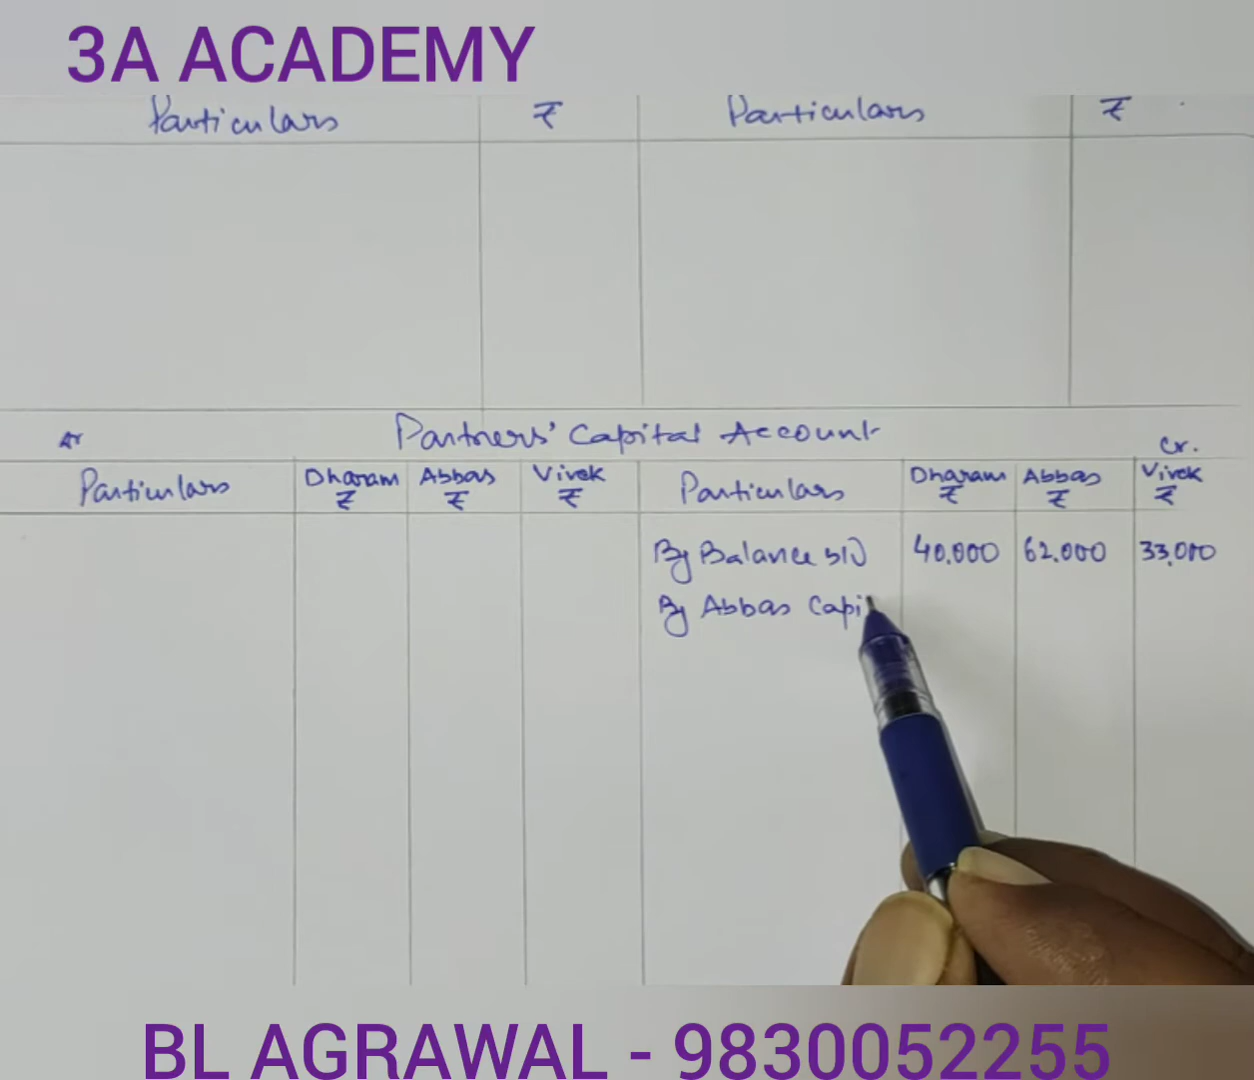 3A ACADEMY
Particulars ₹ Particulars ₹
Partners' Capital Account
Dr Cr.
Particulars Dharam Abbas Vivek Particulars Dharam Abbas Vivek
₹ ₹ ₹ ₹ ₹ ₹
By Balance b/d 40,000 62,000 33,000
By Abbas Capi
BL AGRAWAL - 9830052255